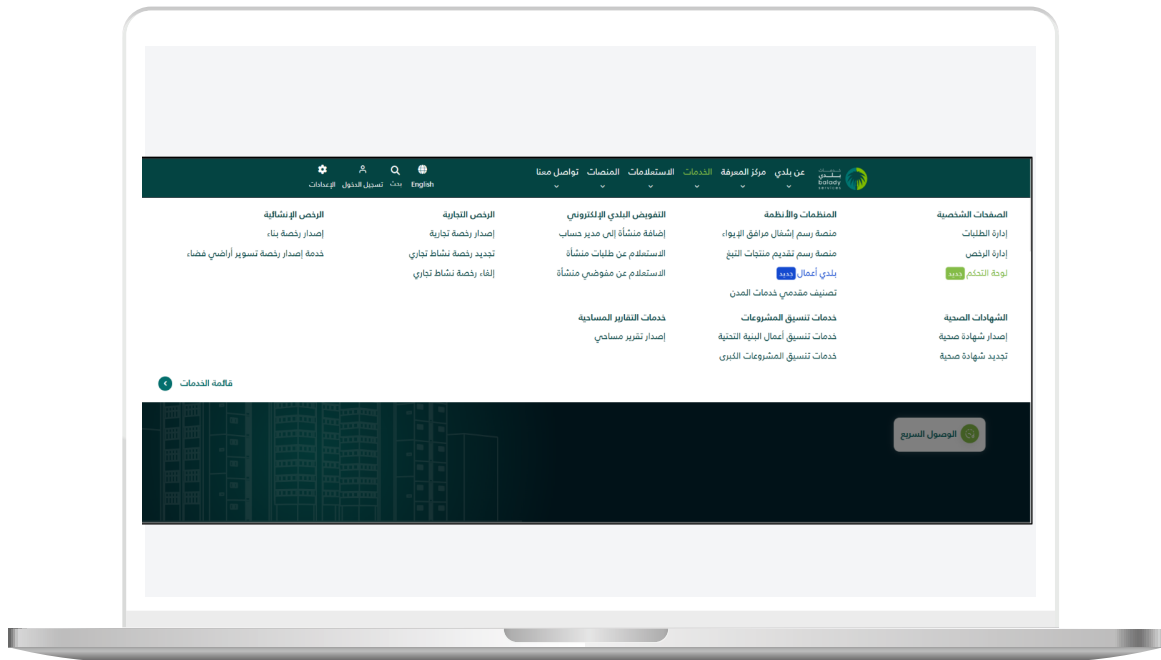 خدمات
بلدي
balady
services
عن بلدي
مركز المعرفة
الخدمات
الاستعلامات
المنصات
تواصل معنا
English
بحث
تسجيل الدخول
الإعدادات
الصفحات الشخصية
إدارة الطلبات
إدارة الرخص
لوحة التحكم جديد
المنظمات والأنظمة
منصة رسم إشغال مرافق الإيواء
منصة رسم تقديم منتجات التبغ
بلدي أعمال جديد
تصنيف مقدمي خدمات المدن
التفويض البلدي الإلكتروني
إضافة منشأة إلى مدير حساب
الاستعلام عن طلبات منشأة
الاستعلام عن مفوضي منشأة
الرخص التجارية
إصدار رخصة تجارية
تجديد رخصة نشاط تجاري
إلغاء رخصة نشاط تجاري
الرخص الإنشائية
إصدار رخصة بناء
خدمة إصدار رخصة تسوير أراضي فضاء
الشهادات الصحية
إصدار شهادة صحية
تجديد شهادة صحية
خدمات تنسيق المشروعات
خدمات تنسيق أعمال البنية التحتية
خدمات تنسيق المشروعات الكبرى
خدمات التقارير المساحية
إصدار تقرير مساحي
قائمة الخدمات
الوصول السريع